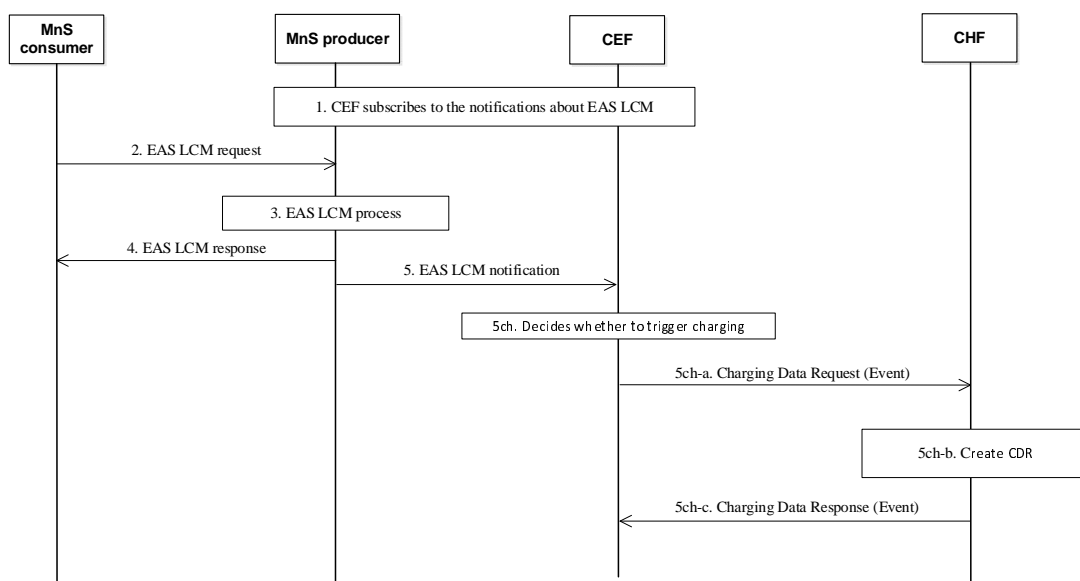 MnS
consumer
MnS producer
CEF
CHF
1. CEF subscribes to the notifications about EAS LCM
2. EAS LCM request
3. EAS LCM process
4. EAS LCM response
5. EAS LCM notification
5ch. Decides whether to trigger charging
5ch-a. Charging Data Request (Event)
5ch-b. Create CDR
5ch-c. Charging Data Response (Event)